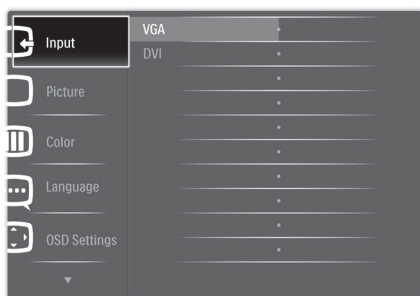 Input
Picture
Color
Language
OSD Settings
VGA
DVI